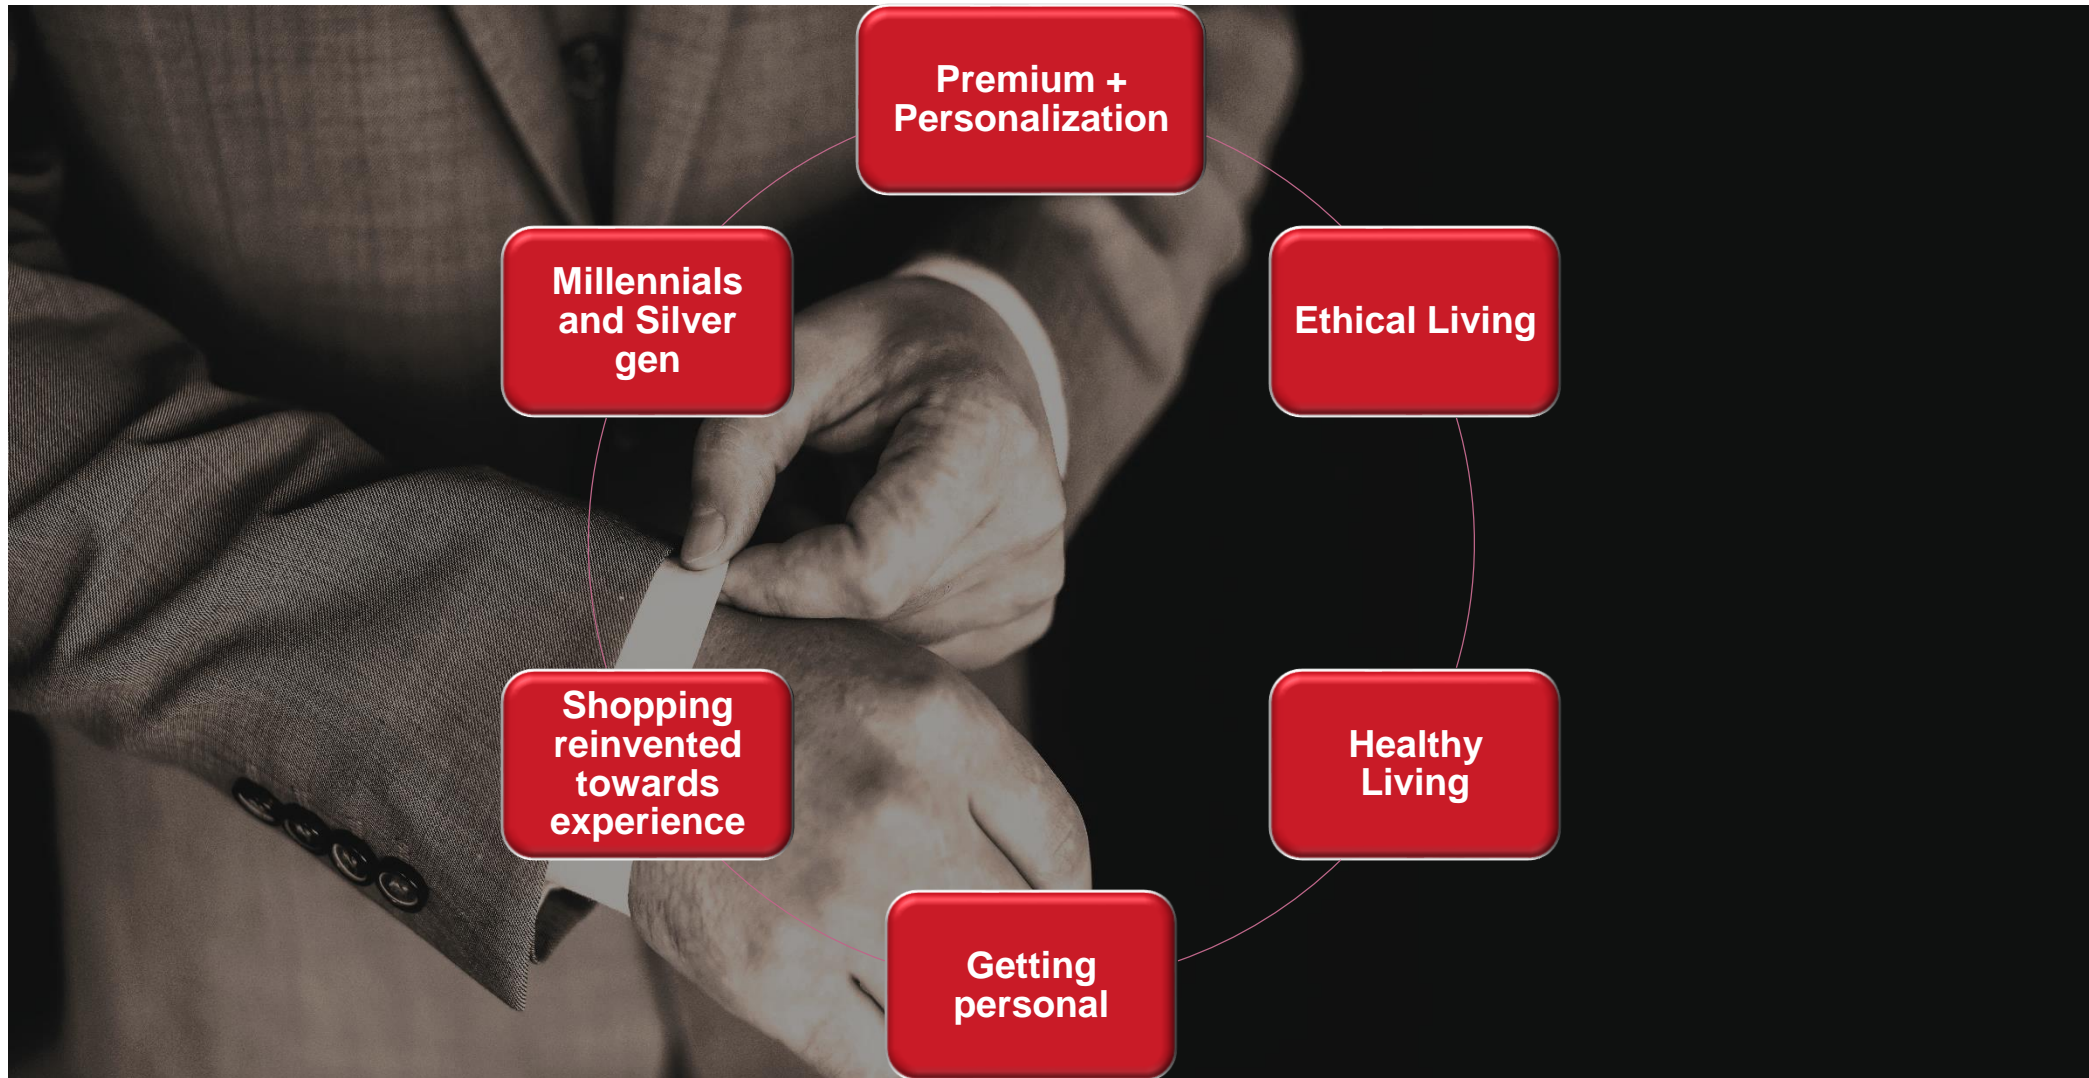 Premium +
Personalization
Ethical Living
Healthy
Living
Getting
personal
Shopping
reinvented
towards
experience
Millennials
and Silver
gen